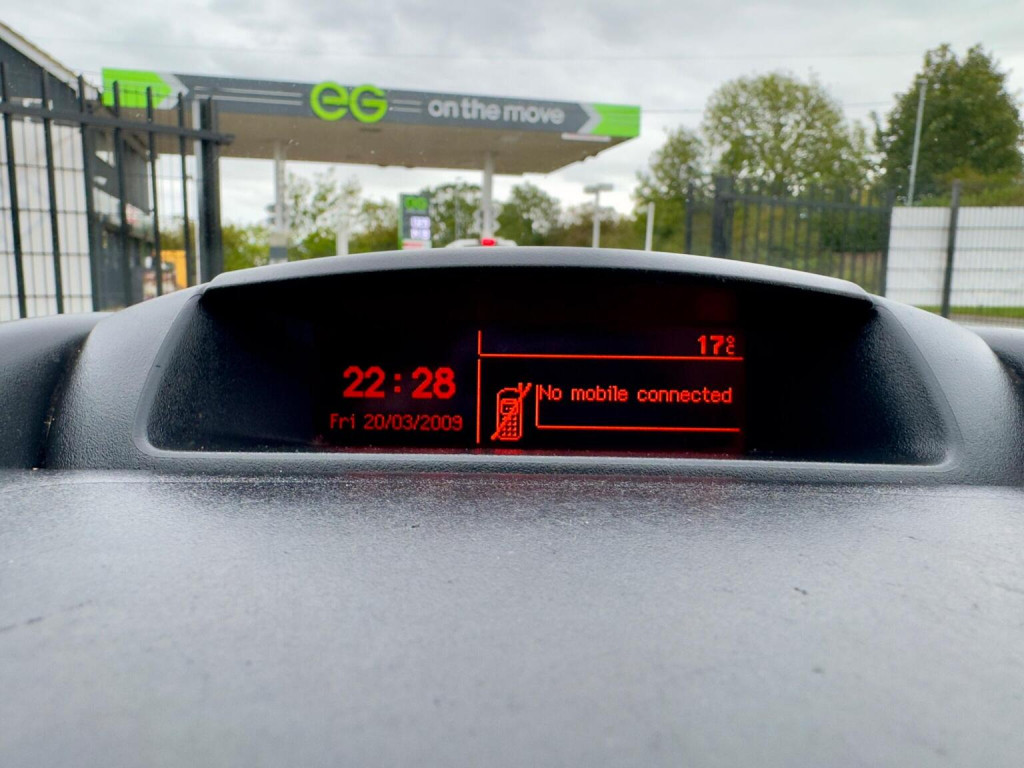 eG on the move
17°C
22:28
No mobile connected
Fri 20/03/2009